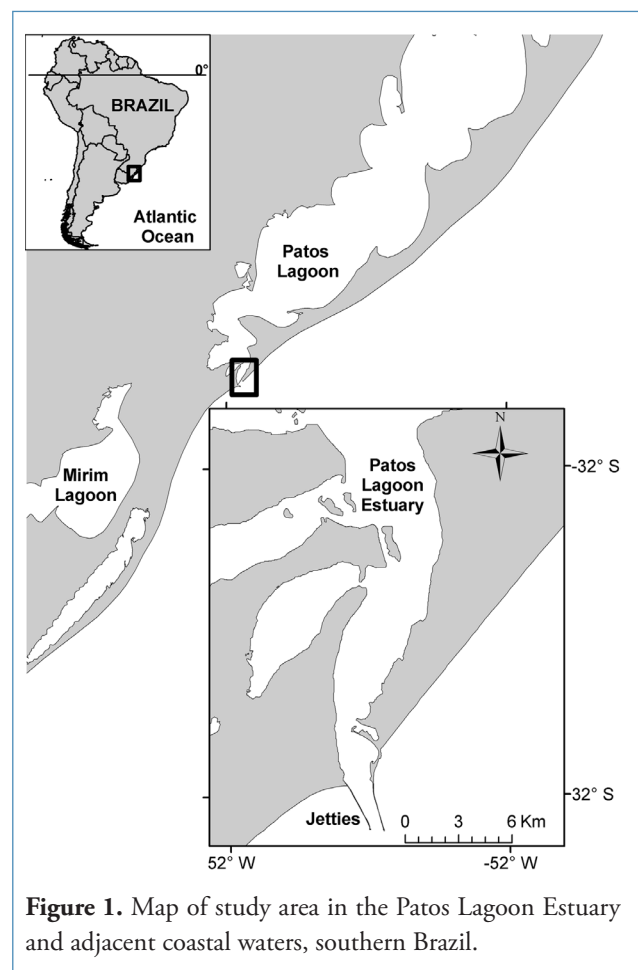 0°
BRAZIL
Atlantic
Ocean
Patos
Lagoon
Mirim
Lagoon
N
Patos
Lagoon
Estuary
-32° S
-32° S
Jetties
0 3 6 Km
52° W
-52° W
Figure 1. Map of study area in the Patos Lagoon Estuary
and adjacent coastal waters, southern Brazil.